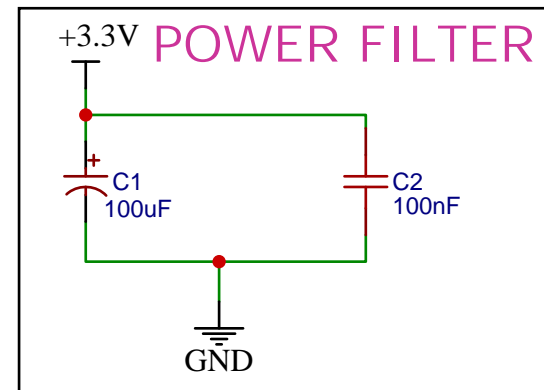 +3.3V POWER FILTER
+
C1
100uF
C2
100nF
GND